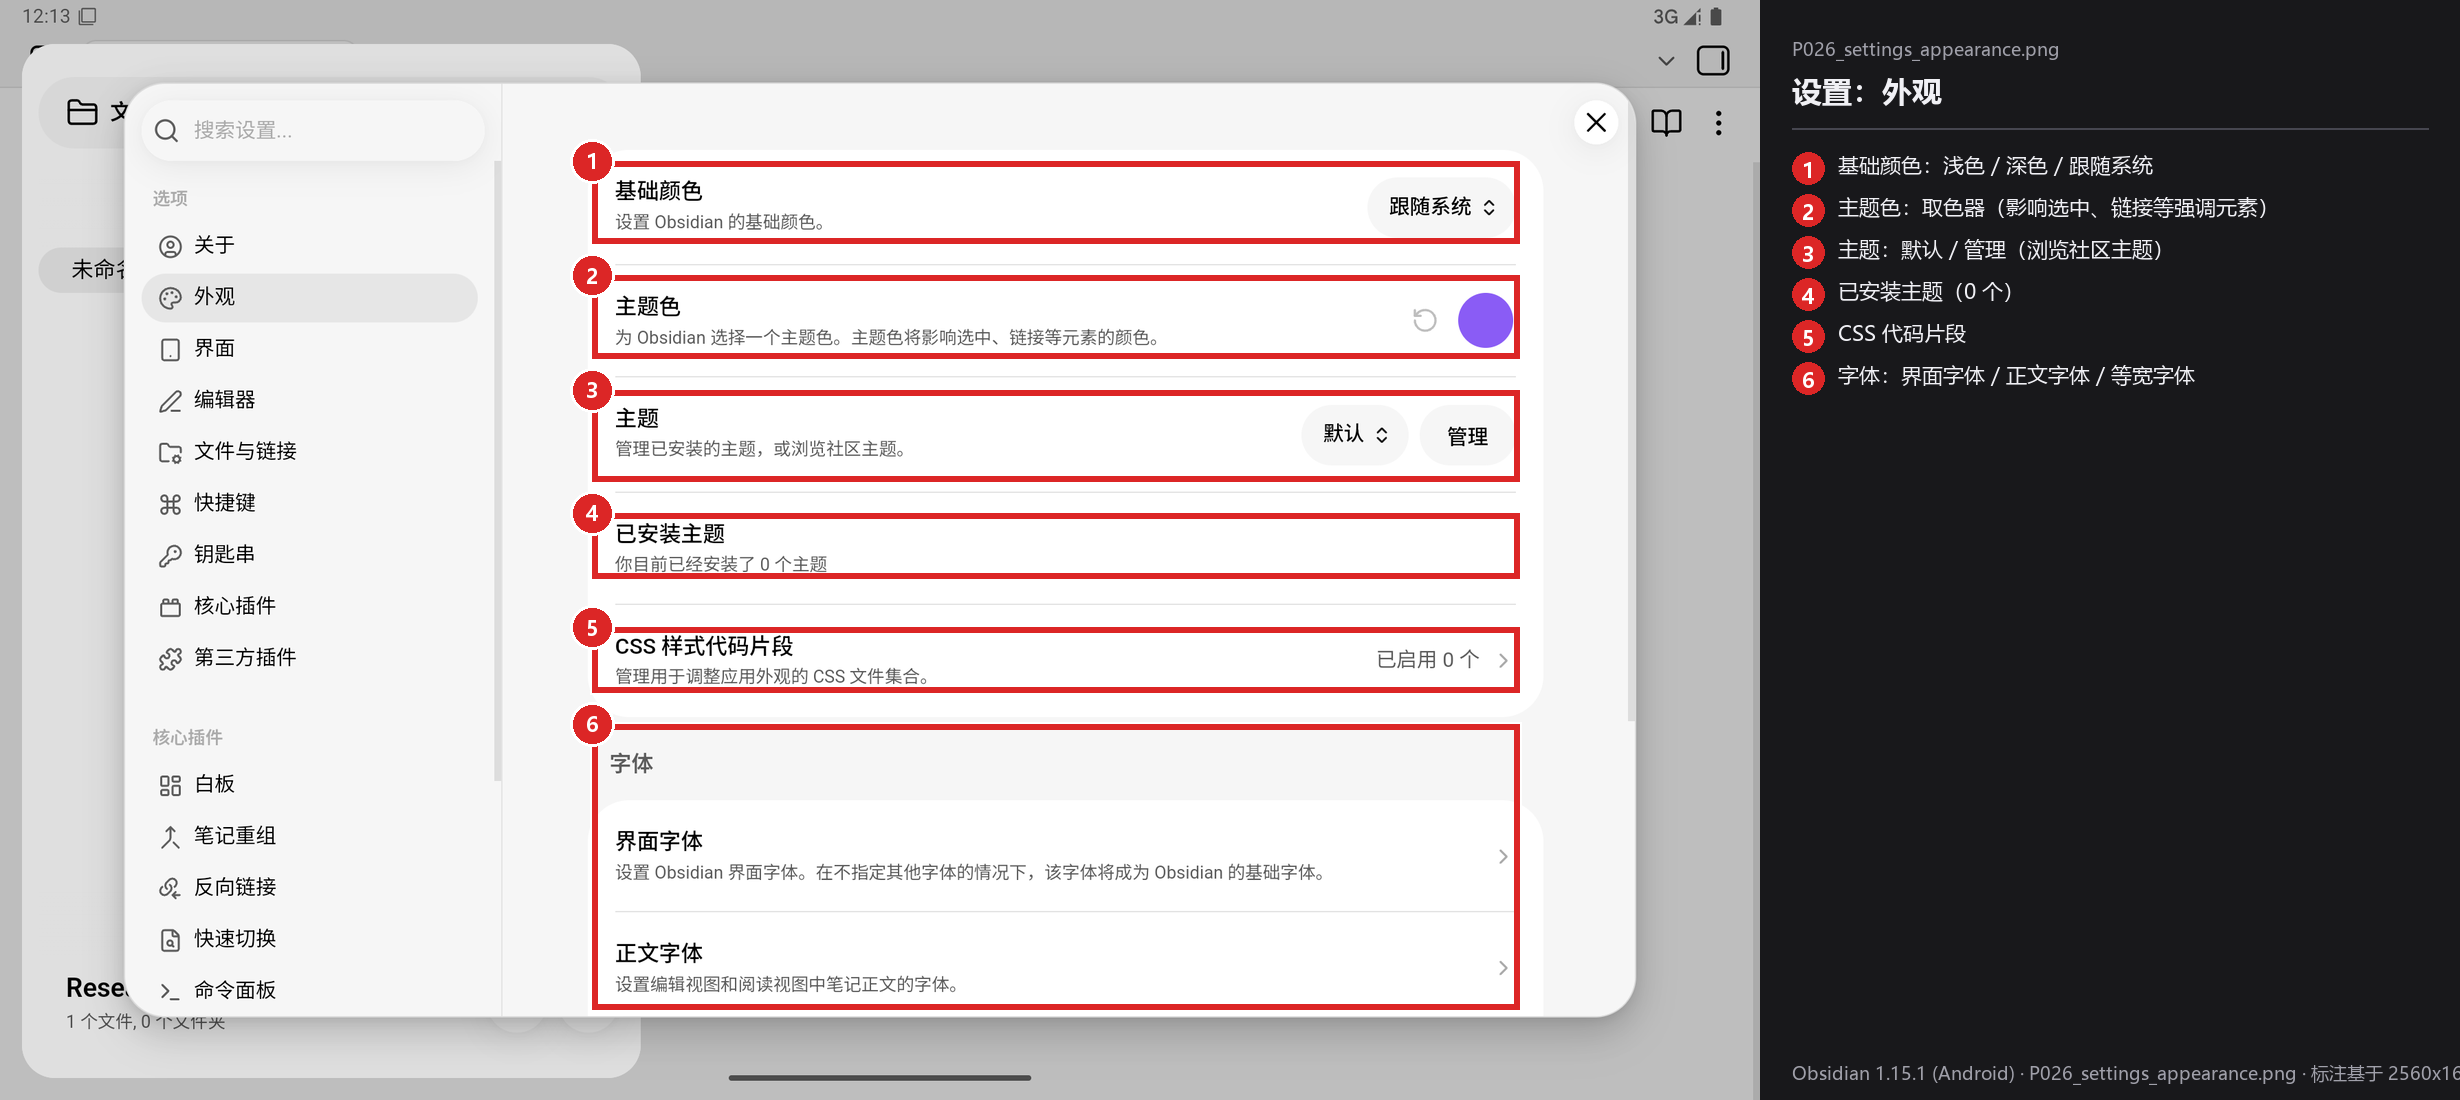 12:13
3G
文
未命名
Rese
1 个文件, 0 个文件夹
搜索设置...
选项
关于
外观
界面
编辑器
文件与链接
快捷键
钥匙串
核心插件
第三方插件
核心插件
白板
笔记重组
反向链接
快速切换
命令面板
1
基础颜色
设置 Obsidian 的基础颜色。
跟随系统
2
主题色
为 Obsidian 选择一个主题色。主题色将影响选中、链接等元素的颜色。
3
主题
管理已安装的主题，或浏览社区主题。
默认
管理
4
已安装主题
你目前已经安装了 0 个主题
5
CSS 样式代码片段
管理用于调整应用外观的 CSS 文件集合。
已启用 0 个
6
字体
界面字体
设置 Obsidian 界面字体。在不指定其他字体的情况下，该字体将成为 Obsidian 的基础字体。
正文字体
设置编辑视图和阅读视图中笔记正文的字体。
P026_settings_appearance.png
设置：外观
1 基础颜色：浅色 / 深色 / 跟随系统
2 主题色：取色器（影响选中、链接等强调元素）
3 主题：默认 / 管理（浏览社区主题）
4 已安装主题（0 个）
5 CSS 代码片段
6 字体：界面字体 / 正文字体 / 等宽字体
Obsidian 1.15.1 (Android) · P026_settings_appearance.png · 标注基于 2560x16